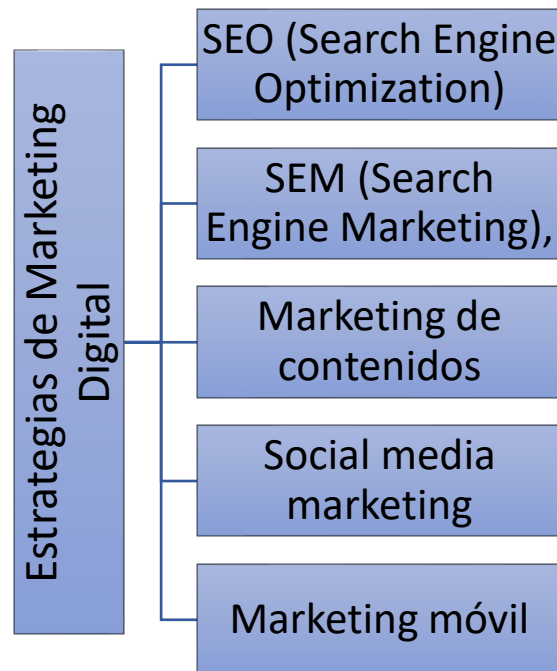 Estrategias de Marketing
Digital
SEO (Search Engine
Optimization)
SEM (Search
Engine Marketing),
Marketing de
contenidos
Social media
marketing
Marketing móvil